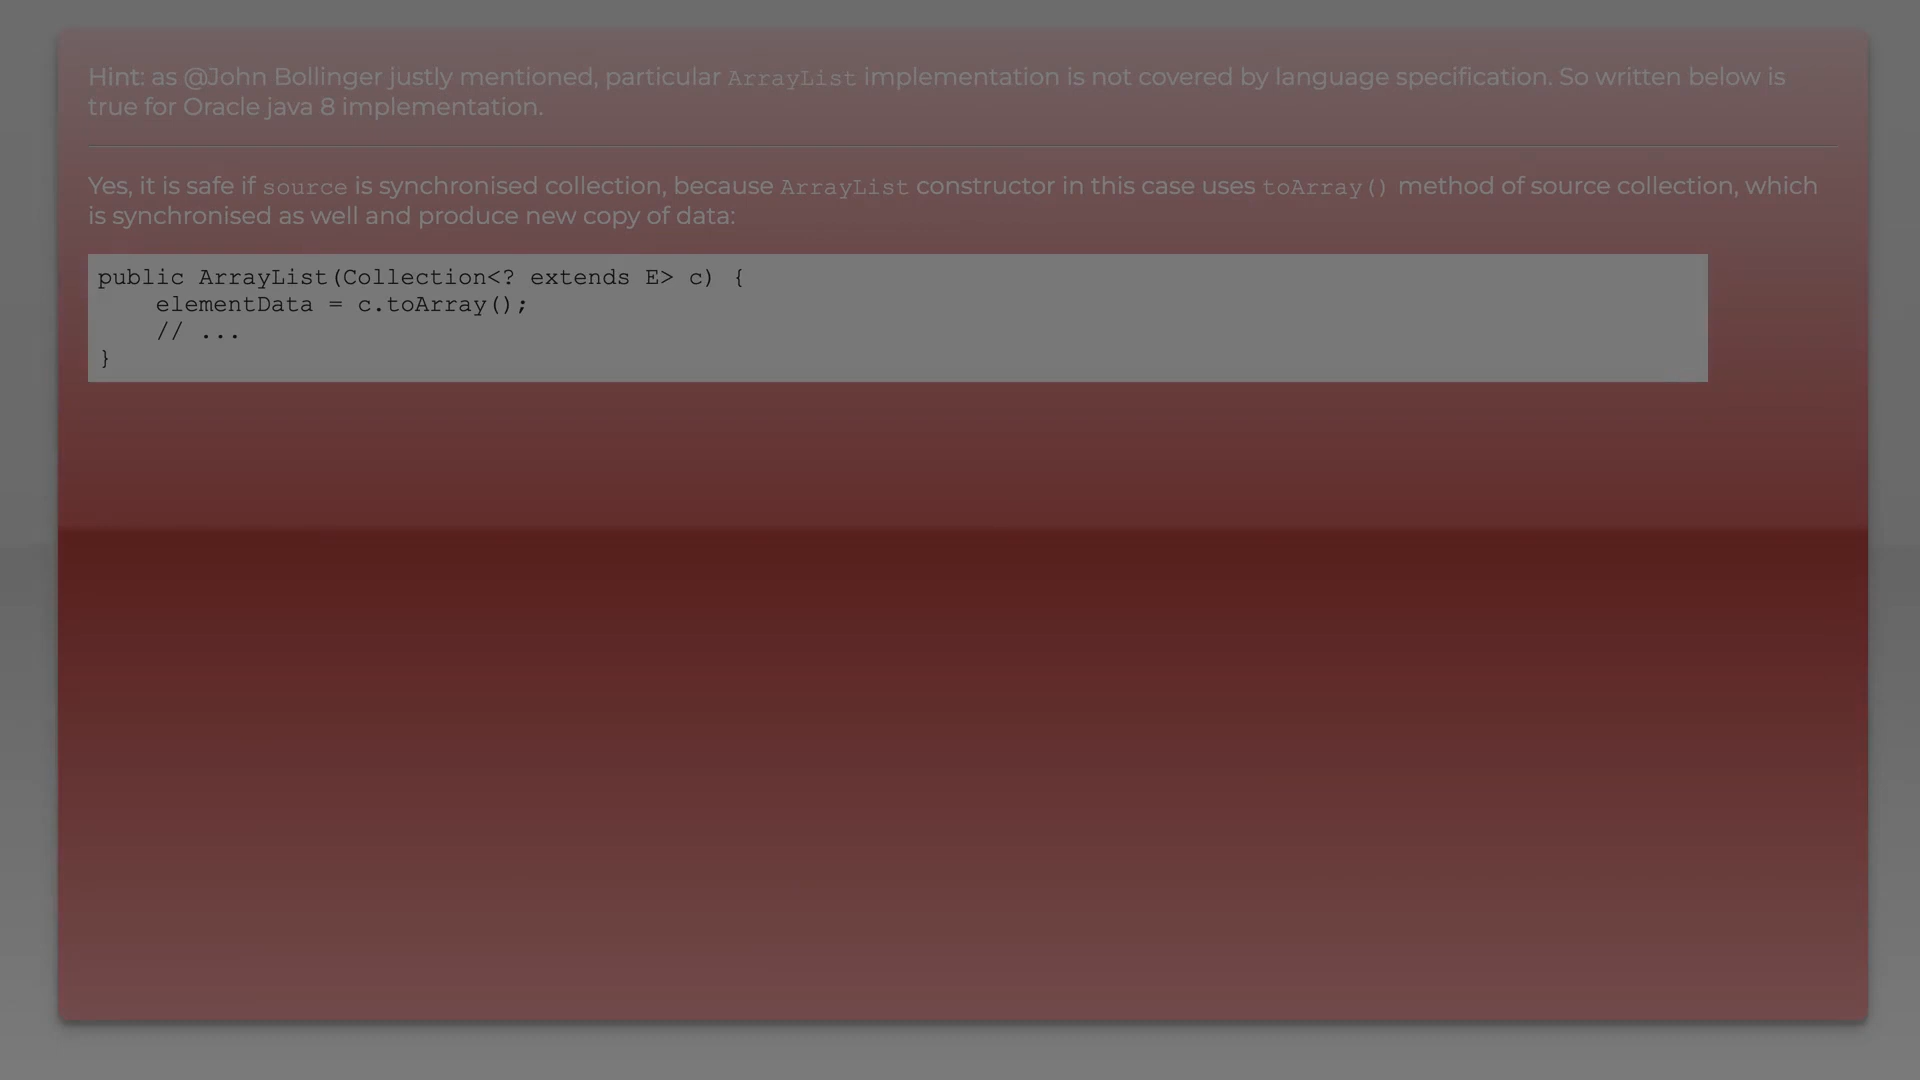 Hint: as @John Bollinger justly mentioned, particular ArrayList implementation is not covered by language specification. So written below is
true for Oracle java 8 implementation.
Yes, it is safe if source is synchronised collection, because ArrayList constructor in this case uses toArray() method of source collection, which
is synchronised as well and produce new copy of data:
public ArrayList(Collection<? extends E> c) {
    elementData = c.toArray();
    // ...
}